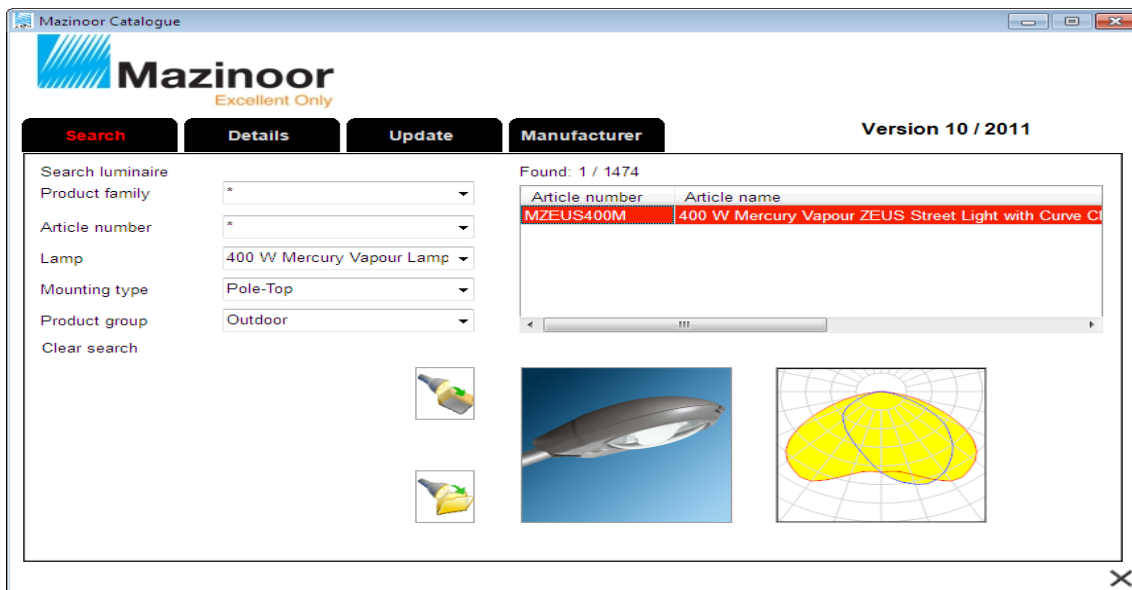 Mazinoor Catalogue
Mazinoor
Excellent Only
Search Details Update Manufacturer
Version 10 / 2011
Search luminaire
Found: 1 / 1474
Product family *
Article number Article name
MZEUS400M 400 W Mercury Vapour ZEUS Street Light with Curve
Article number *
Lamp 400 W Mercury Vapour Lamp
Mounting type Pole-Top
Product group Outdoor
Clear search